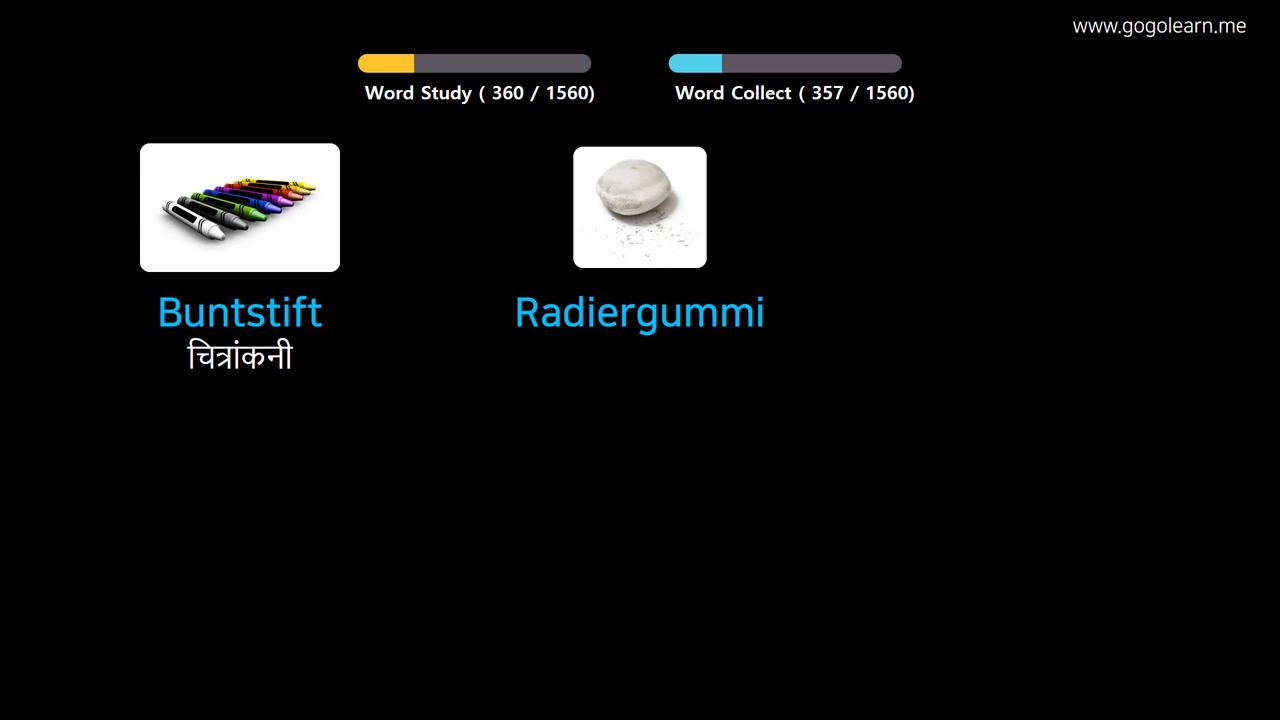 www.gogolearn.me
Word Study ( 360 / 1560)
Word Collect ( 357 / 1560)
Buntstift
Radiergummi
चित्रांकनी